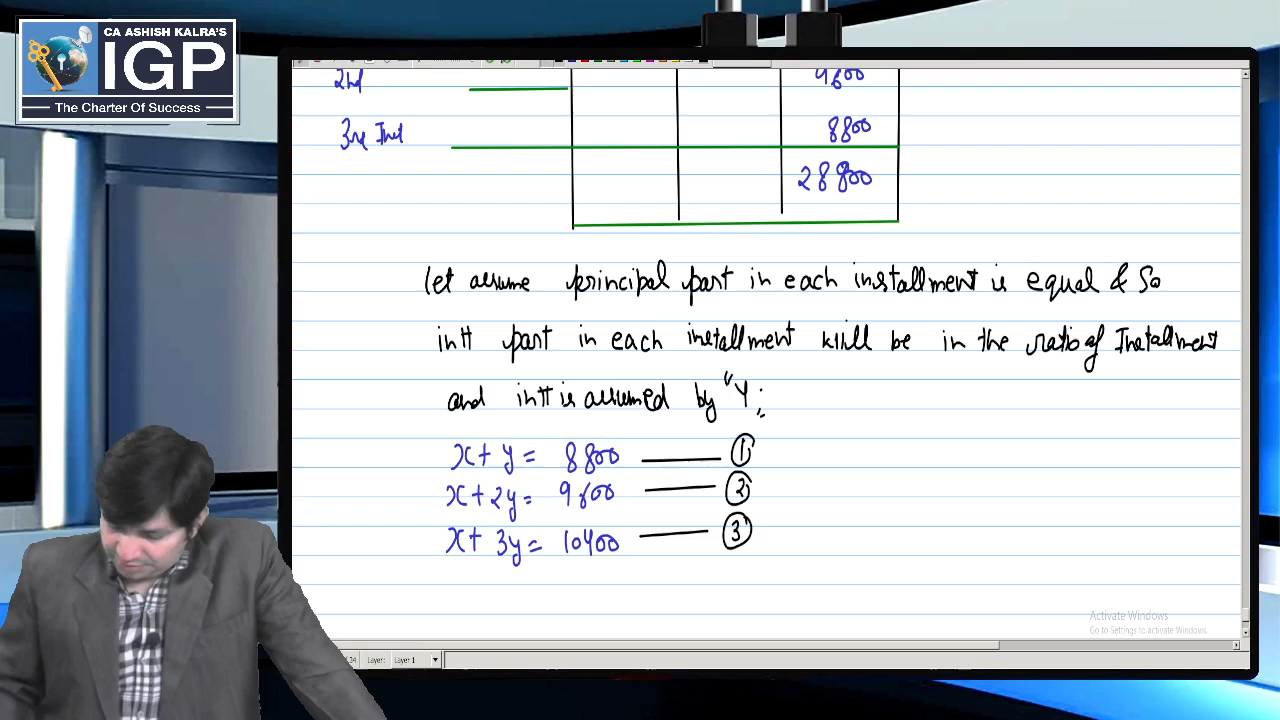 CA ASHISH KALRA'S
IGP
The Charter Of Success
2nd 9600
3rd Inst 8800
28800
let assume principal part in each installment is equal & So
intt part in each installment will be in the ratio of Installment
and intt is assumed by "Y"
x + y = 8800 ①
x + 2y = 9600 ②
x + 3y = 10400 ③
Activate Windows
Go to Settings to activate Windows.
34 Layer: Layer 1